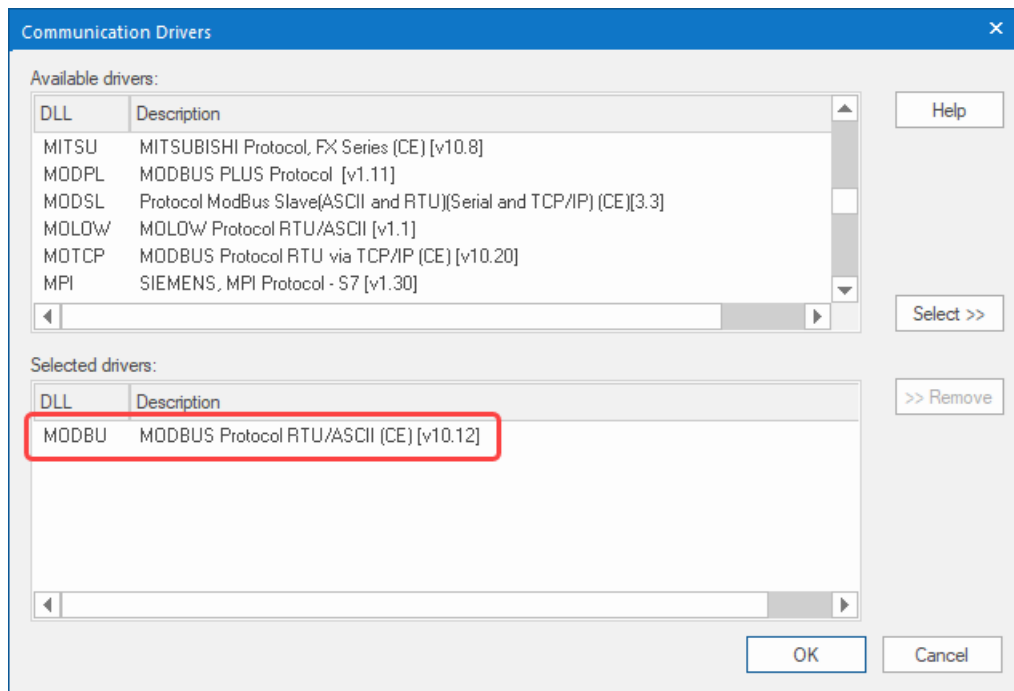 Communication Drivers
Available drivers:
DLL Description
Help
MITSU MITSUBISHI Protocol, FX Series (CE) [v10.8]
MODPL MODBUS PLUS Protocol [v1.11]
MODSL Protocol ModBus Slave(ASCII and RTU)(Serial and TCP/IP) (CE)[3.3]
MOLOW MOLOW Protocol RTU/ASCII [v1.1]
MOTCP MODBUS Protocol RTU via TCP/IP (CE) [v10.20]
MPI SIEMENS, MPI Protocol - S7 [v1.30]
Select >>
Selected drivers:
DLL Description
>> Remove
MODBU MODBUS Protocol RTU/ASCII (CE) [v10.12]
OK Cancel